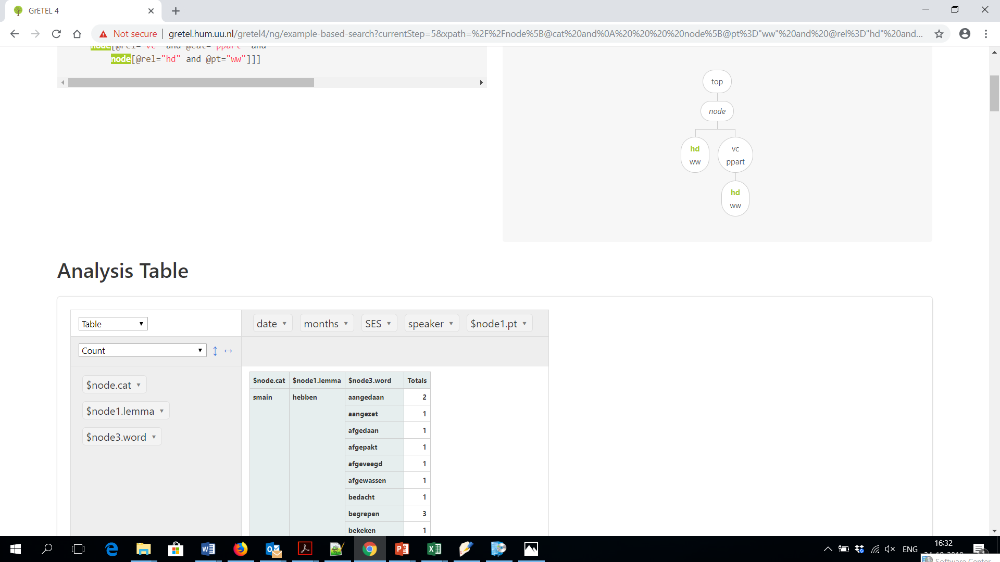 GrETEL 4
Not secure | gretel.hum.uu.nl/gretel4/ng/example-based-search?currentStep=5&xpath=%2F%2Fnode%5B@cat%20and%0A%20%20%20%20node%5B@pt%3D"ww"%20and%20@rel%3D"hd"%20and...
node[@rel="vc" and @cat="ppart" and
node[@rel="hd" and @pt="ww"]]]
top
node
hd
ww
vc
ppart
hd
ww
Analysis Table
Table
date months SES speaker $node1.pt
Count
$node.cat
$node1.lemma
$node3.word
$node.cat $node1.lemma $node3.word Totals
smain hebben aangedaan 2
aangezet 1
afgedaan 1
afgepakt 1
afgeveegd 1
afgewassen 1
bedacht 1
begrepen 3
bekeken 1
ENG
16:32
Software Center